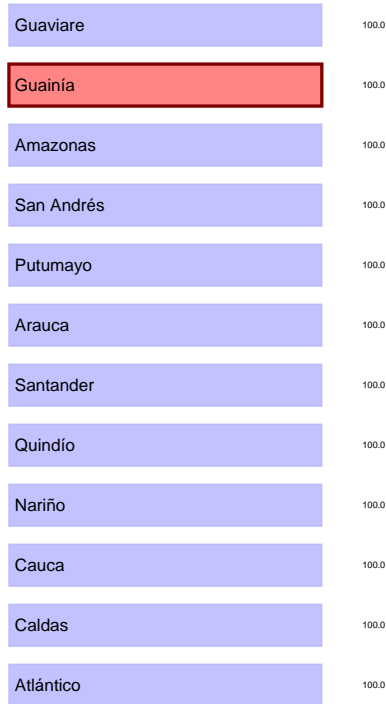 Guaviare 100.0
Guainía 100.0
Amazonas 100.0
San Andrés 100.0
Putumayo 100.0
Arauca 100.0
Santander 100.0
Quindío 100.0
Nariño 100.0
Cauca 100.0
Caldas 100.0
Atlántico 100.0